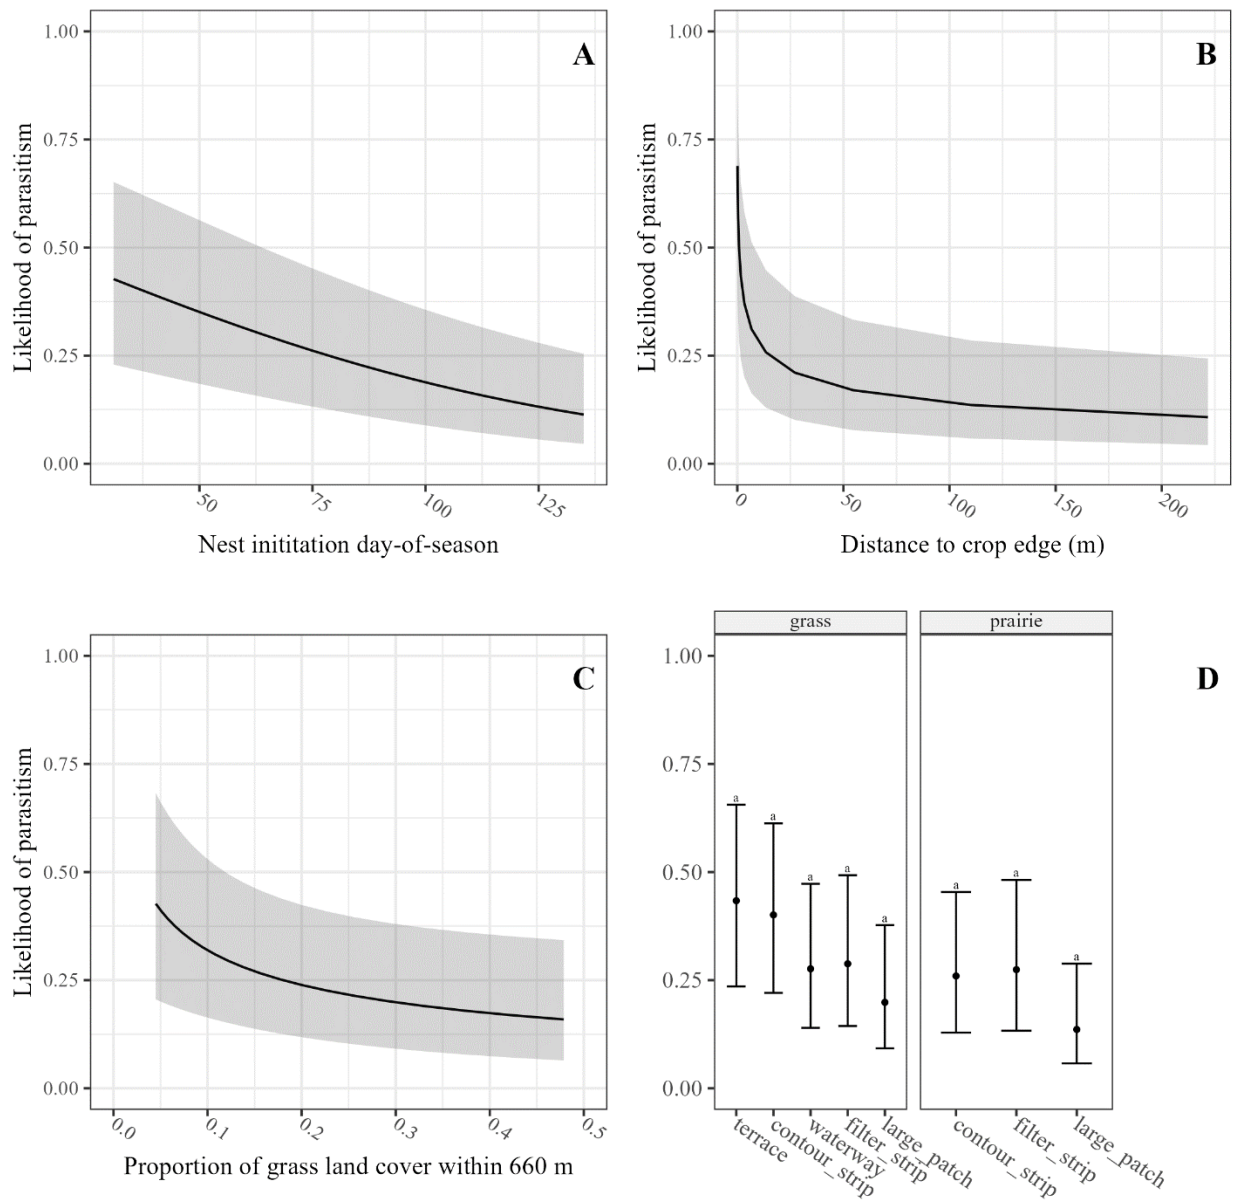 A
Likelihood of parasitism
1.00
0.75
0.50
0.25
0.00
50
75
100
125
Nest inititation day-of-season
B
Likelihood of parasitism
1.00
0.75
0.50
0.25
0.00
0
50
100
150
200
Distance to crop edge (m)
C
Likelihood of parasitism
1.00
0.75
0.50
0.25
0.00
0.0
0.1
0.2
0.3
0.4
0.5
Proportion of grass land cover within 660 m
grass
prairie
D
1.00
0.75
0.50
0.25
0.00
a
a
a
a
a
a
a
a
terrace
contour_strip
waterway
filter_strip
large_patch
contour_strip
filter_strip
large_patch